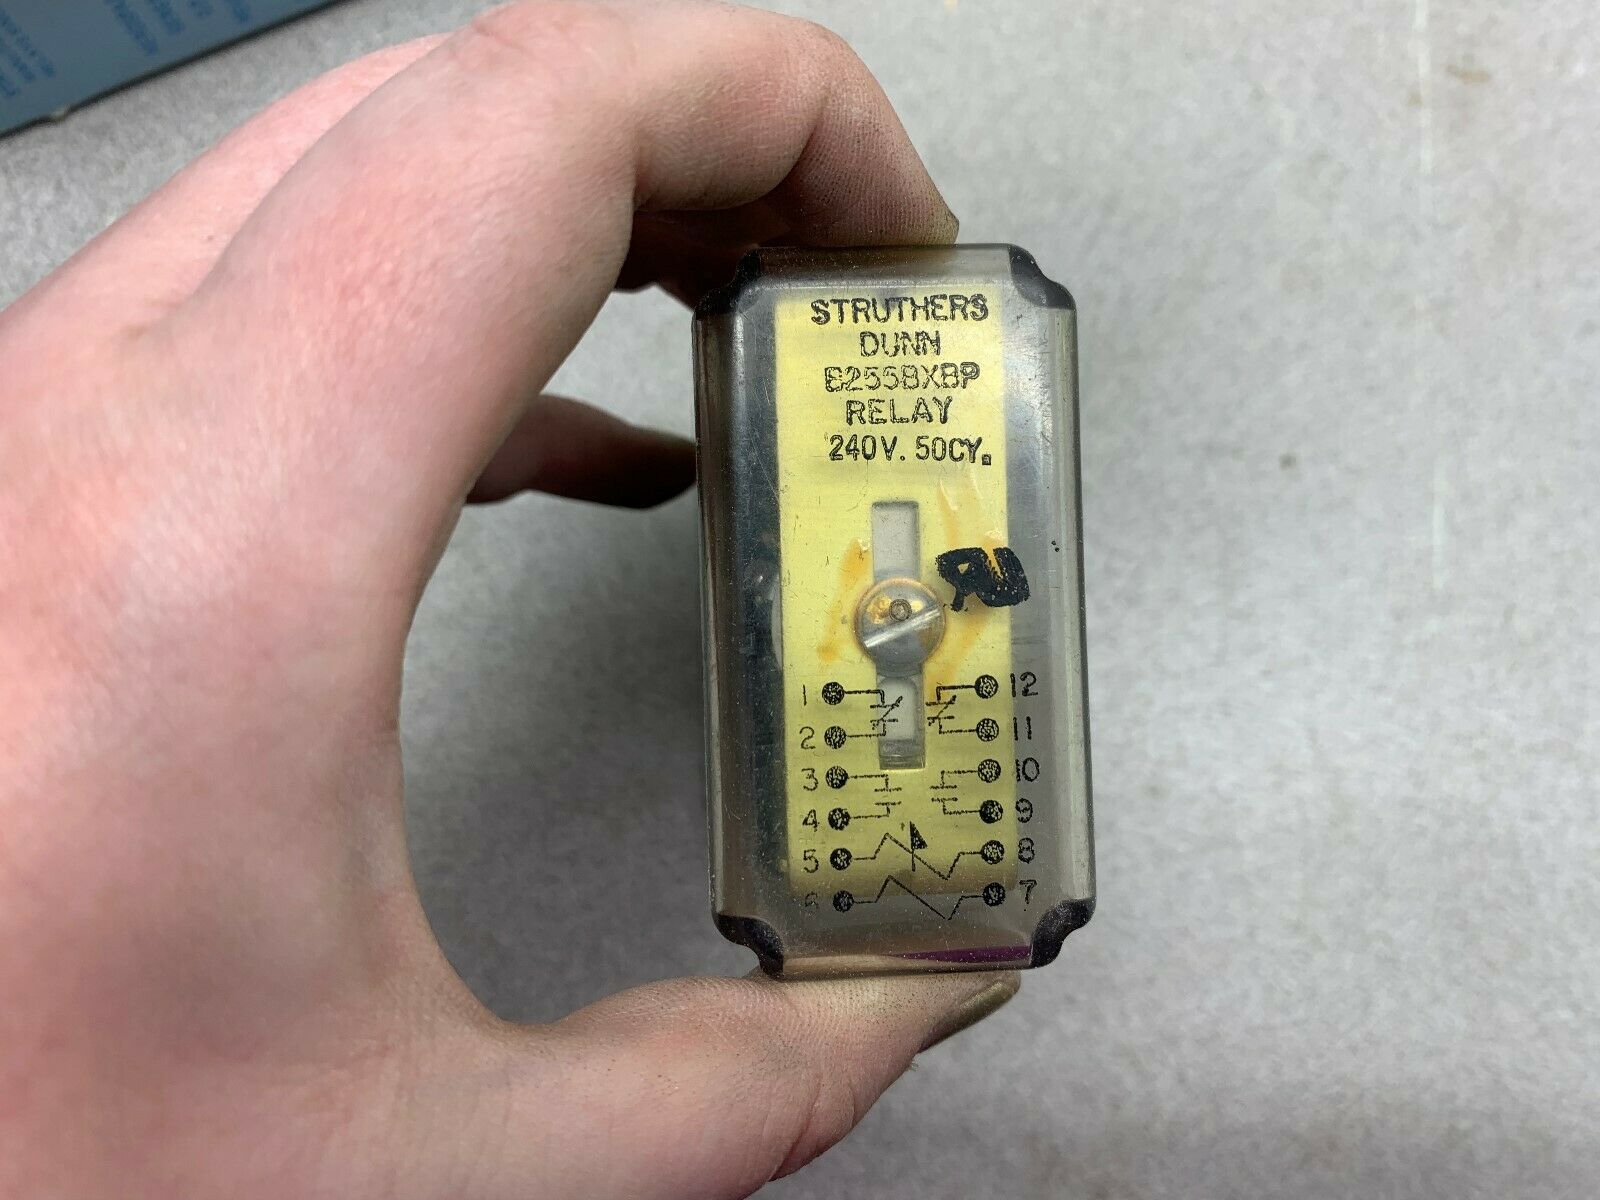 STRUTHERS
DUNN
B255BXBP
RELAY
240V. 50CY.
RU
1 12
2 11
3 10
4 9
5 8
6 7